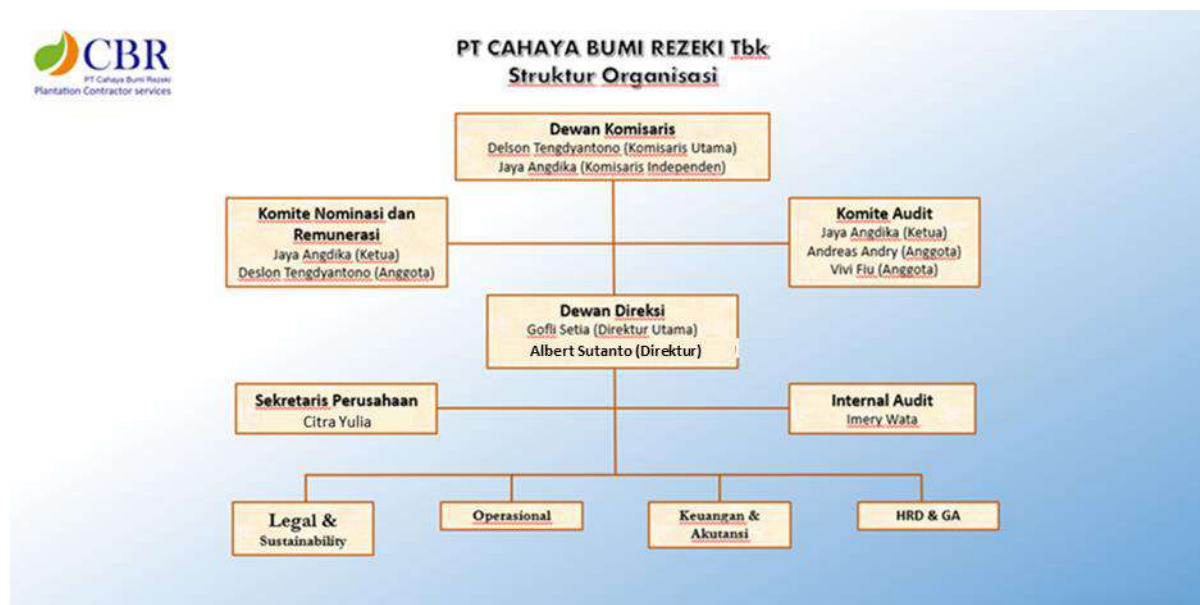 CBR
PT Cahaya Bumi Rezeki
Plantation Contractor services
PT CAHAYA BUMI REZEKI Tbk
Struktur Organisasi
Dewan Komisaris
Delson Tengdyantono (Komisaris Utama)
Jaya Angdika (Komisaris Independen)
Komite Nominasi dan
Remunerasi
Jaya Angdika (Ketua)
Deslon Tengdyantono (Anggota)
Komite Audit
Jaya Angdika (Ketua)
Andreas Andry (Anggota)
Vivi Fiu (Anggota)
Dewan Direksi
Gofli Setia (Direktur Utama)
Albert Sutanto (Direktur)
Sekretaris Perusahaan
Citra Yulia
Internal Audit
Imery Wata
Legal &
Sustainability
Operasional
Keuangan &
Akutansi
HRD & GA